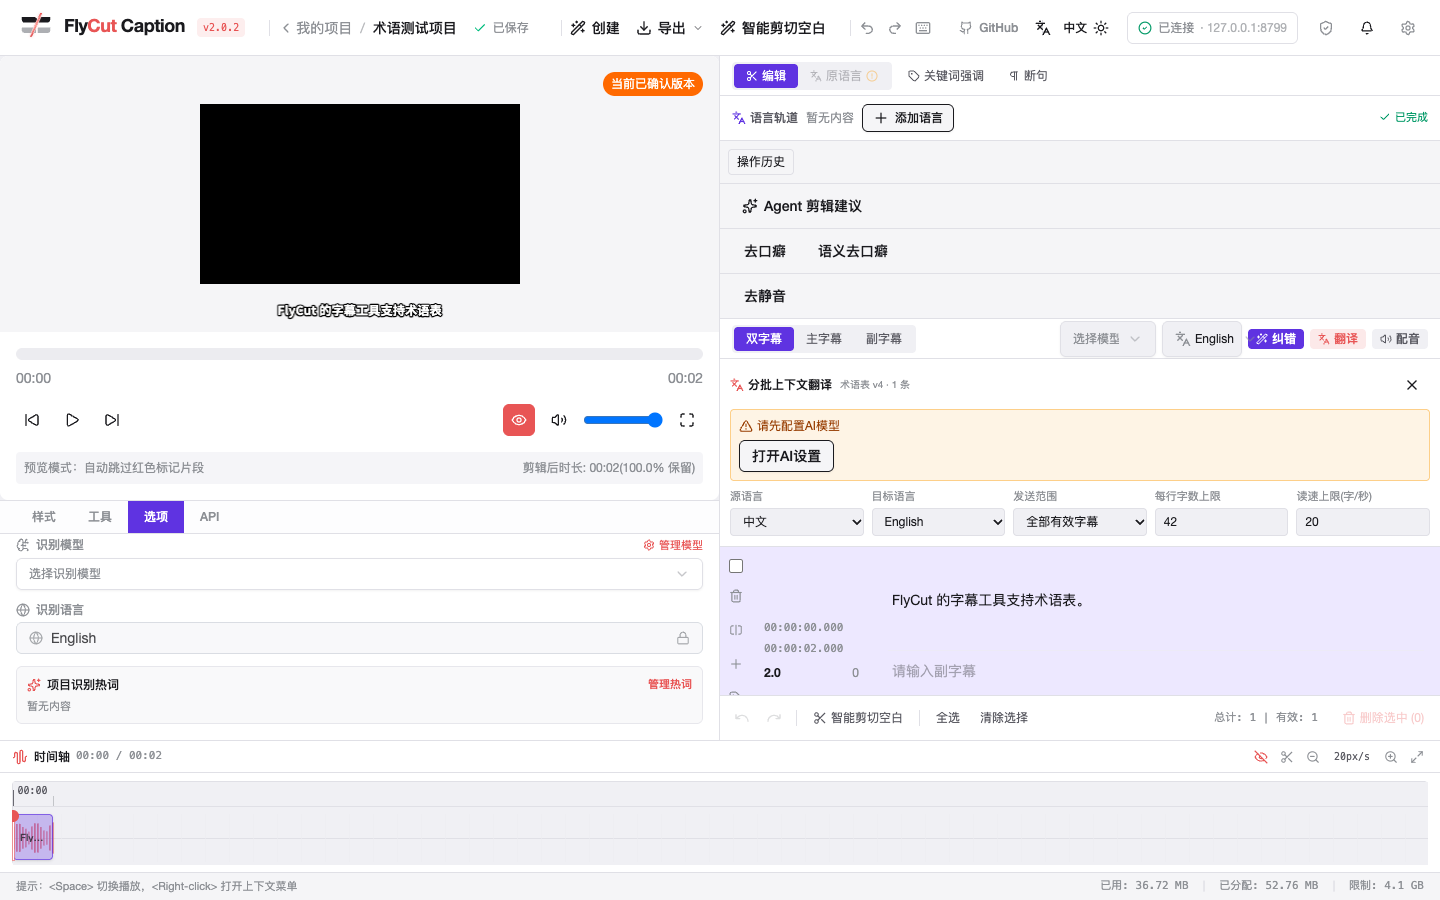 FlyCut Caption v2.0.2 我的项目 / 术语测试项目 已保存 创建 导出 智能剪切空白 GitHub 中文 已连接 · 127.0.0.1:8799
当前已确认版本
FlyCut 的字幕工具支持术语表
00:00 00:02
预览模式：自动跳过红色标记片段 剪辑后时长: 00:02(100.0% 保留)
样式 工具 选项 API
识别模型 管理模型
选择识别模型
识别语言
English
项目识别热词 管理热词
暂无内容
编辑 原语言 关键词强调 断句
语言轨道 暂无内容 添加语言 已完成
操作历史
Agent 剪辑建议
去口癖 语义去口癖
去静音
双字幕 主字幕 副字幕 选择模型 English 纠错 翻译 配音
分批上下文翻译 术语表 v4 · 1 条
请先配置AI模型
打开AI设置
源语言 目标语言 发送范围 每行字数上限 读速上限(字/秒)
中文 English 全部有效字幕 42 20
FlyCut 的字幕工具支持术语表。
00:00:00.000
00:00:02.000
2.0 0 请输入副字幕
智能剪切空白 全选 清除选择 总计: 1 | 有效: 1 删除选中 (0)
时间轴 00:00 / 00:02 20px/s
00:00
Fly...
提示：<Space> 切换播放，<Right-click> 打开上下文菜单 已用: 36.72 MB 已分配: 52.76 MB 限制: 4.1 GB